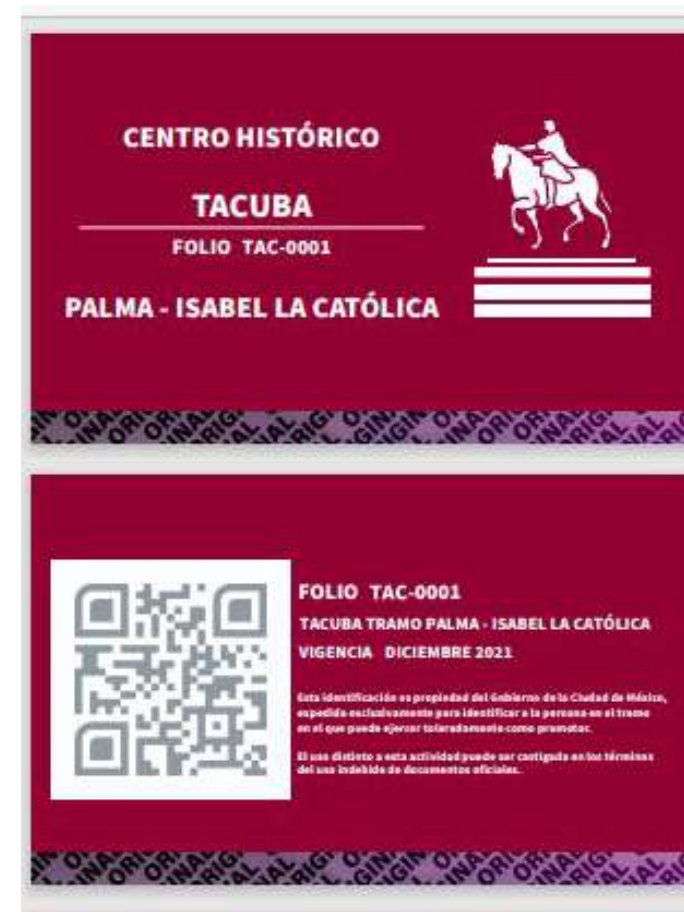 CENTRO HISTÓRICO
TACUBA
FOLIO TAC-0001
PALMA - ISABEL LA CATÓLICA
FOLIO TAC-0001
TACUBA TRAMO PALMA - ISABEL LA CATÓLICA
VIGENCIA DICIEMBRE 2021
Esta identificación es propiedad del Gobierno de la Ciudad de México,
expedida exclusivamente para identificar a la persona en el tramo
en el que puede ejercer toleradamente como promotor.
El uso distinto a esta actividad puede ser castigada en los términos
del uso indebido de documentos oficiales.